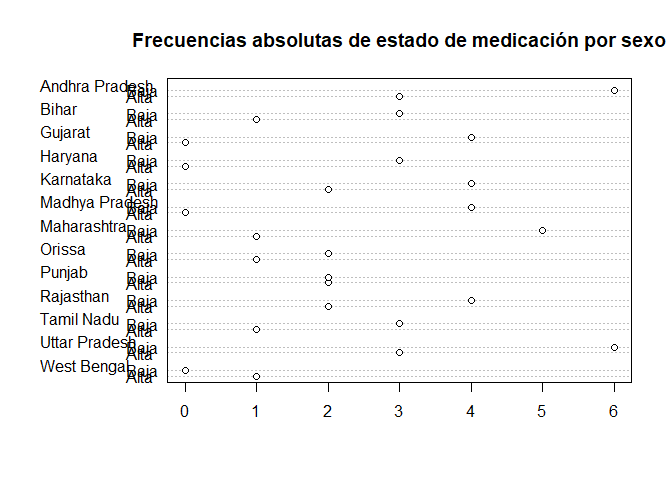 Frecuencias absolutas de estado de medicación por sexo
Andhra Pradesh
Baja
Alta
Bihar
Baja
Alta
Gujarat
Baja
Alta
Haryana
Baja
Alta
Karnataka
Baja
Alta
Madhya Pradesh
Baja
Alta
Maharashtra
Baja
Alta
Orissa
Baja
Alta
Punjab
Baja
Alta
Rajasthan
Baja
Alta
Tamil Nadu
Baja
Alta
Uttar Pradesh
Baja
Alta
West Bengal
Baja
Alta
0 1 2 3 4 5 6